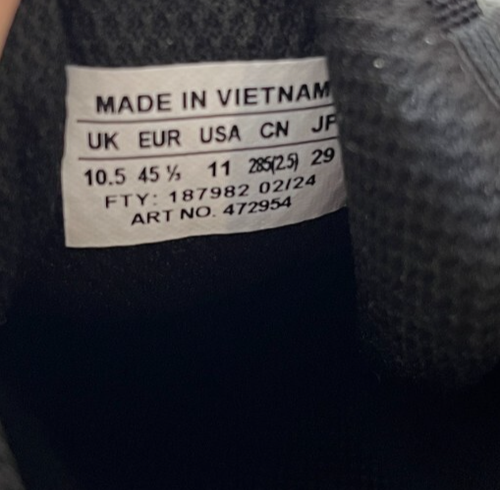 MADE IN VIETNAM
UK EUR USA CN JP
10.5 45 ⅓ 11 285(2.5) 29
FTY: 187982 02/24
ART NO. 472954